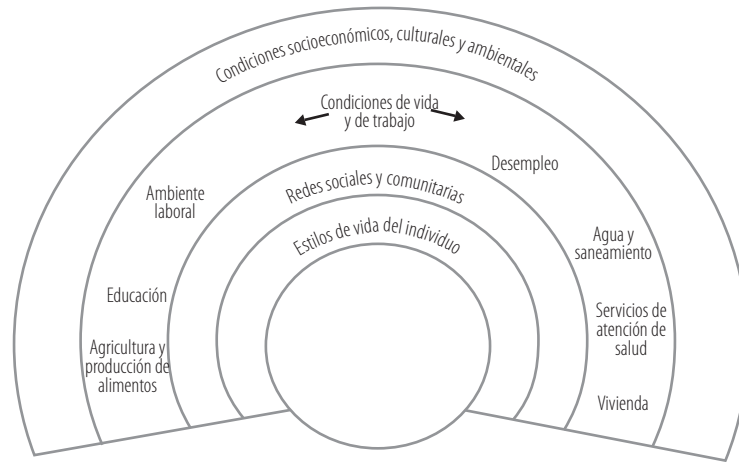 Condiciones socioeconómicos, culturales y ambientales
Condiciones de vida
y de trabajo
Desempleo
Redes sociales y comunitarias
Ambiente
laboral
Estilos de vida del individuo
Agua y
saneamiento
Educación
Servicios de
atención de
salud
Agricultura y
producción de
alimentos
Vivienda